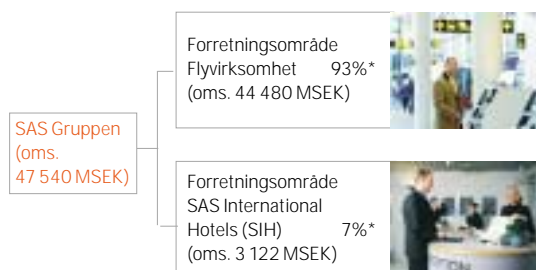 SAS Gruppen
(oms.
47 540 MSEK)
Forretningsområde
Flyvirksomhet 93%*
(oms. 44 480 MSEK)
Forretningsområde
SAS International
Hotels (SIH) 7%*
(oms. 3 122 MSEK)